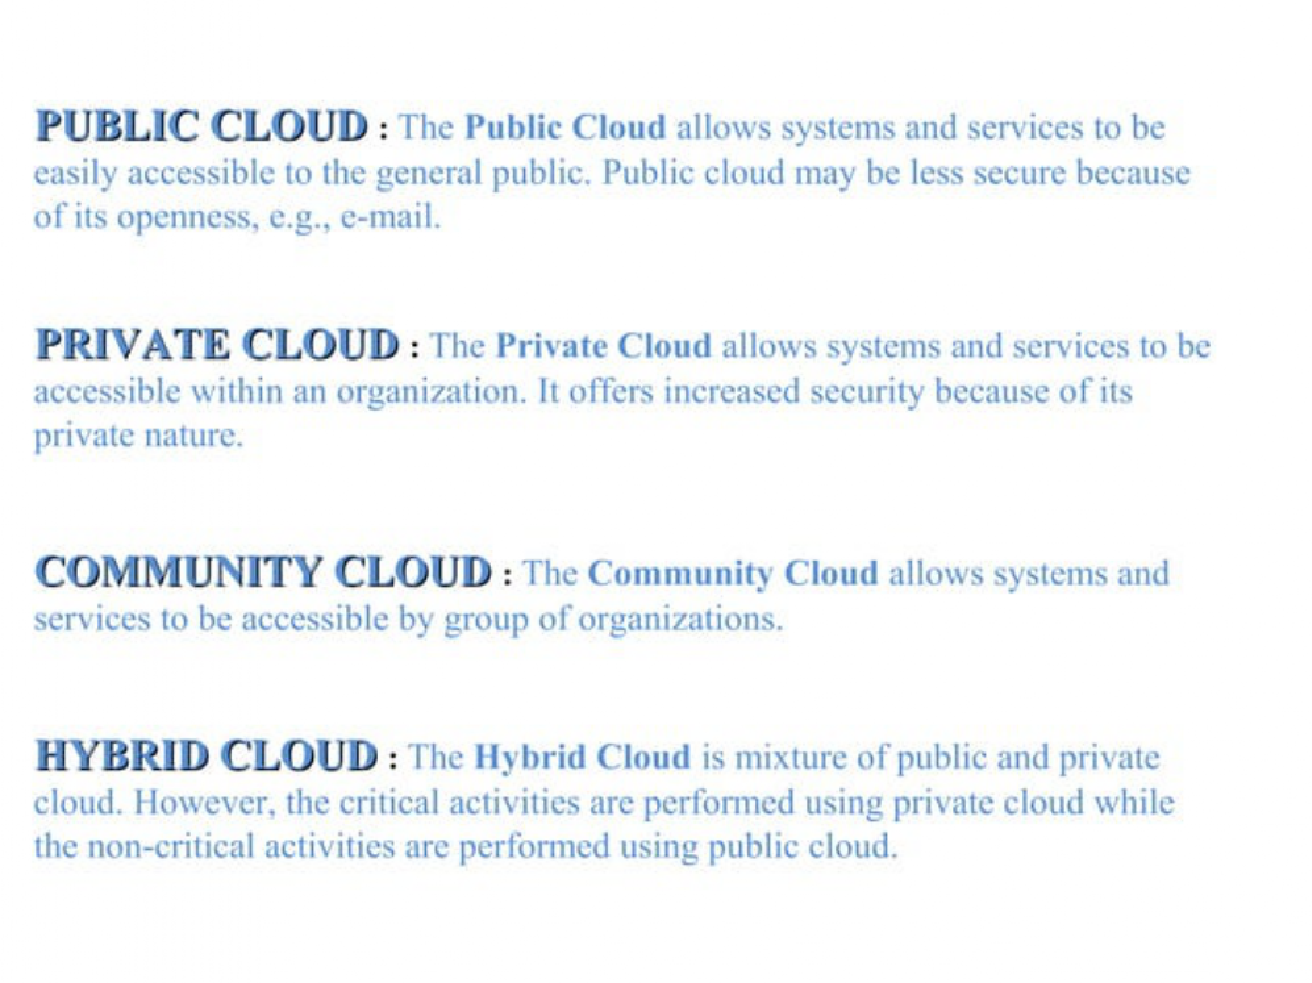 PUBLIC CLOUD : The Public Cloud allows systems and services to be
easily accessible to the general public. Public cloud may be less secure because
of its openness, e.g., e-mail.
PRIVATE CLOUD : The Private Cloud allows systems and services to be
accessible within an organization. It offers increased security because of its
private nature.
COMMUNITY CLOUD : The Community Cloud allows systems and
services to be accessible by group of organizations.
HYBRID CLOUD : The Hybrid Cloud is mixture of public and private
cloud. However, the critical activities are performed using private cloud while
the non-critical activities are performed using public cloud.